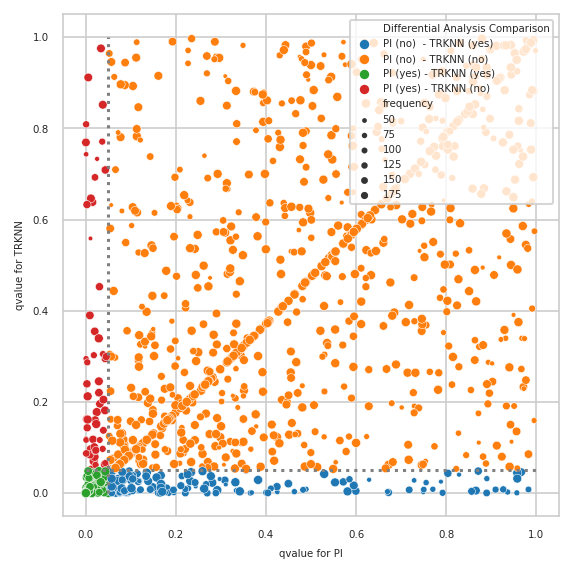 Differential Analysis Comparison
PI (no) - TRKNN (yes)
PI (no) - TRKNN (no)
PI (yes) - TRKNN (yes)
PI (yes) - TRKNN (no)
frequency
50
75
100
125
150
175
1.0
0.8
0.6
0.4
0.2
0.0
qvalue for TRKNN
0.0 0.2 0.4 0.6 0.8 1.0
qvalue for PI